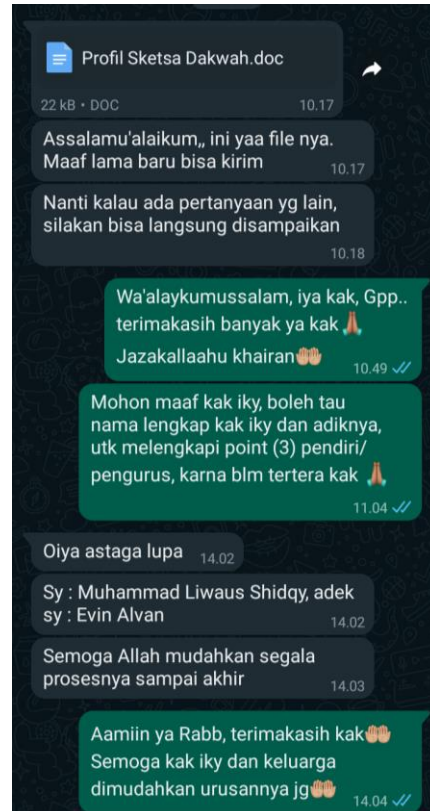 Profil Sketsa Dakwah.doc
22 kB • DOC 10.17
Assalamu'alaikum,, ini yaa file nya.
Maaf lama baru bisa kirim 10.17
Nanti kalau ada pertanyaan yg lain,
silakan bisa langsung disampaikan
10.18
Wa'alaykumussalam, iya kak, Gpp..
terimakasih banyak ya kak 🙏🏽
Jazakallaahu khairan🤲🏼
10.49
Mohon maaf kak iky, boleh tau
nama lengkap kak iky dan adiknya,
utk melengkapi point (3) pendiri/
pengurus, karna blm tertera kak 🙏🏽
11.04
Oiya astaga lupa 14.02
Sy : Muhammad Liwaus Shidqy, adek
sy : Evin Alvan 14.02
Semoga Allah mudahkan segala
prosesnya sampai akhir 14.03
Aamiin ya Rabb, terimakasih kak🤲🏼
Semoga kak iky dan keluarga
dimudahkan urusannya jg🤲🏼 14.04